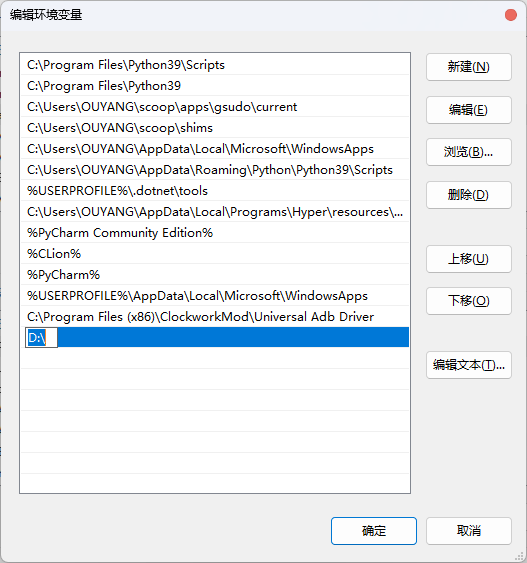 编辑环境变量
C:\Program Files\Python39\Scripts
C:\Program Files\Python39
C:\Users\OUYANG\scoop\apps\gsudo\current
C:\Users\OUYANG\scoop\shims
C:\Users\OUYANG\AppData\Local\Microsoft\WindowsApps
C:\Users\OUYANG\AppData\Roaming\Python\Python39\Scripts
%USERPROFILE%\.dotnet\tools
C:\Users\OUYANG\AppData\Local\Programs\Hyper\resources\...
%PyCharm Community Edition%
%CLion%
%PyCharm%
%USERPROFILE%\AppData\Local\Microsoft\WindowsApps
C:\Program Files (x86)\ClockworkMod\Universal Adb Driver
D:\
新建(N)
编辑(E)
浏览(B)...
删除(D)
上移(U)
下移(O)
编辑文本(T)...
确定
取消